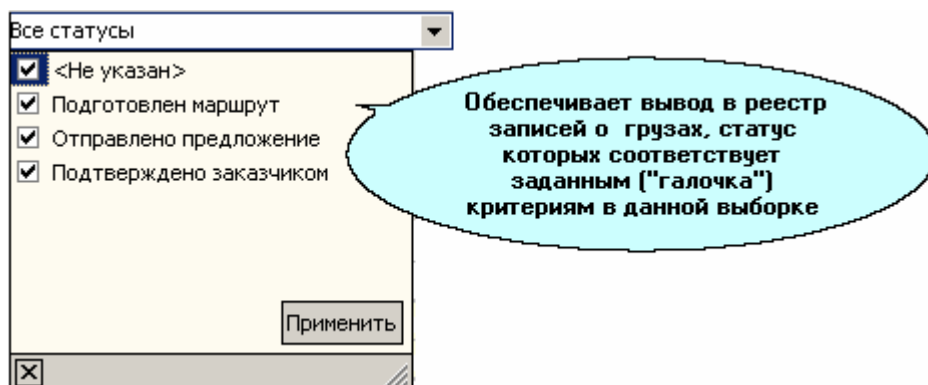 Все статусы
<Не указан>
Подготовлен маршрут
Отправлено предложение
Подтверждено заказчиком
Применить
Обеспечивает вывод в реестр
записей о  грузах, статус
которых соответствует
заданным ("галочка")
критериям в данной выборке